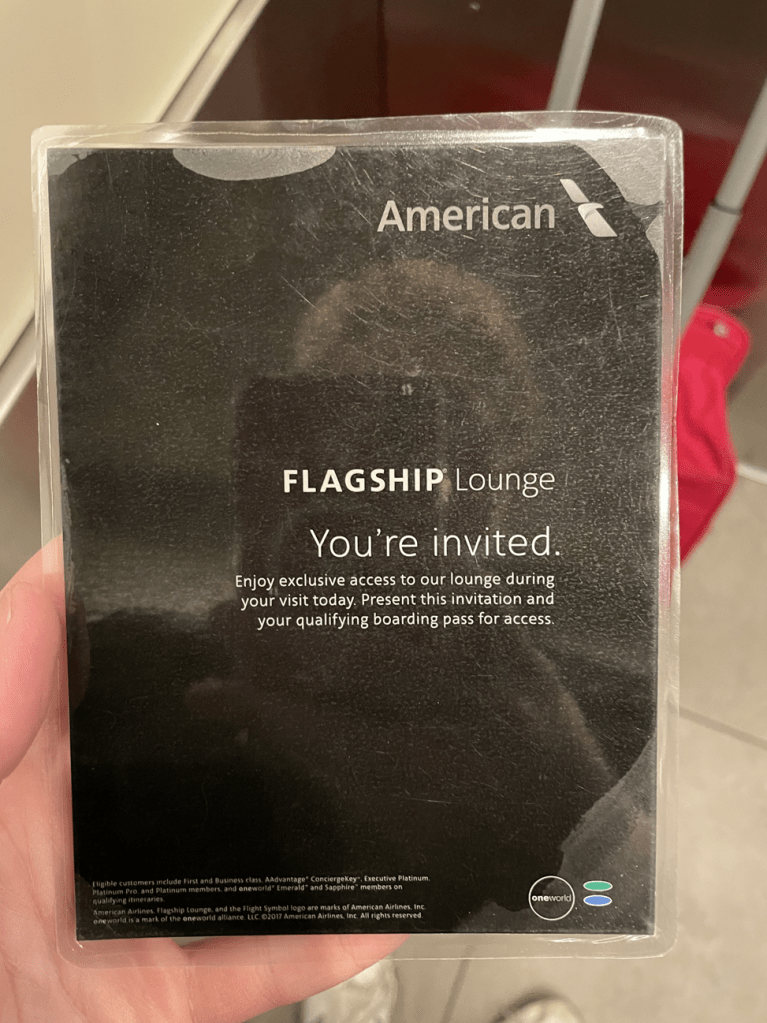 American
FLAGSHIP® Lounge
You're invited.
Enjoy exclusive access to our lounge during
your visit today. Present this invitation and
your qualifying boarding pass for access.
Eligible customers include First and Business class, AAdvantage® ConciergeKey℠, Executive Platinum,
Platinum Pro, and Platinum members, and oneworld® Emerald℠ and Sapphire℠ members on
qualifying itineraries.
American Airlines, Flagship Lounge, and the Flight Symbol logo are marks of American Airlines, Inc.
oneworld is a mark of the oneworld alliance, LLC ©2017 American Airlines, Inc. All rights reserved.
oneworld